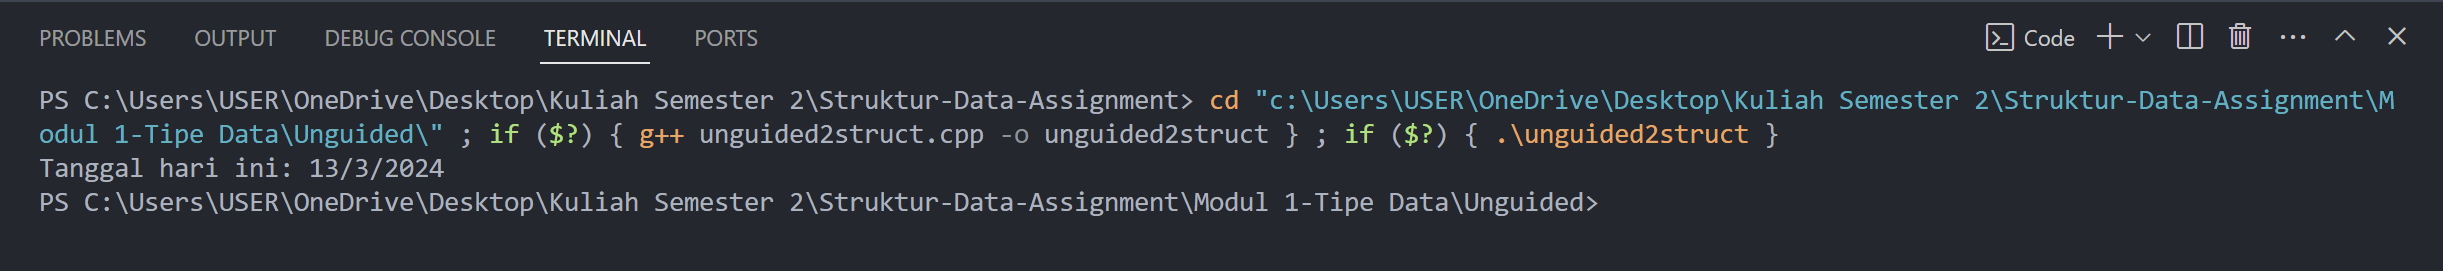 PROBLEMS OUTPUT DEBUG CONSOLE TERMINAL PORTS Code
PS C:\Users\USER\OneDrive\Desktop\Kuliah Semester 2\Struktur-Data-Assignment> cd "c:\Users\USER\OneDrive\Desktop\Kuliah Semester 2\Struktur-Data-Assignment\M
odul 1-Tipe Data\Unguided\" ; if ($?) { g++ unguided2struct.cpp -o unguided2struct } ; if ($?) { .\unguided2struct }
Tanggal hari ini: 13/3/2024
PS C:\Users\USER\OneDrive\Desktop\Kuliah Semester 2\Struktur-Data-Assignment\Modul 1-Tipe Data\Unguided>